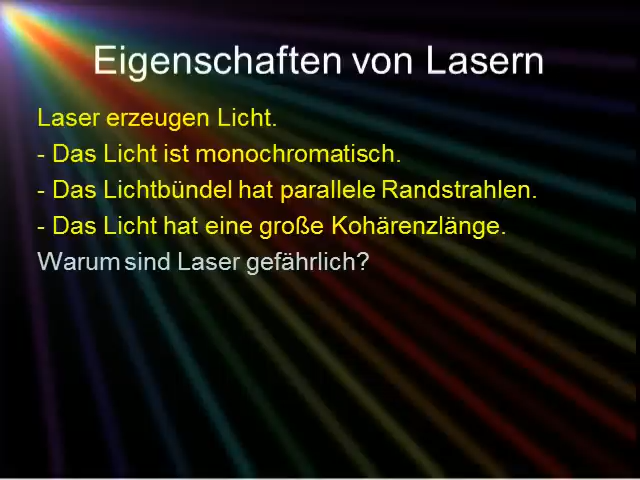 Eigenschaften von Lasern
Laser erzeugen Licht.
- Das Licht ist monochromatisch.
- Das Lichtbündel hat parallele Randstrahlen.
- Das Licht hat eine große Kohärenzlänge.
Warum sind Laser gefährlich?